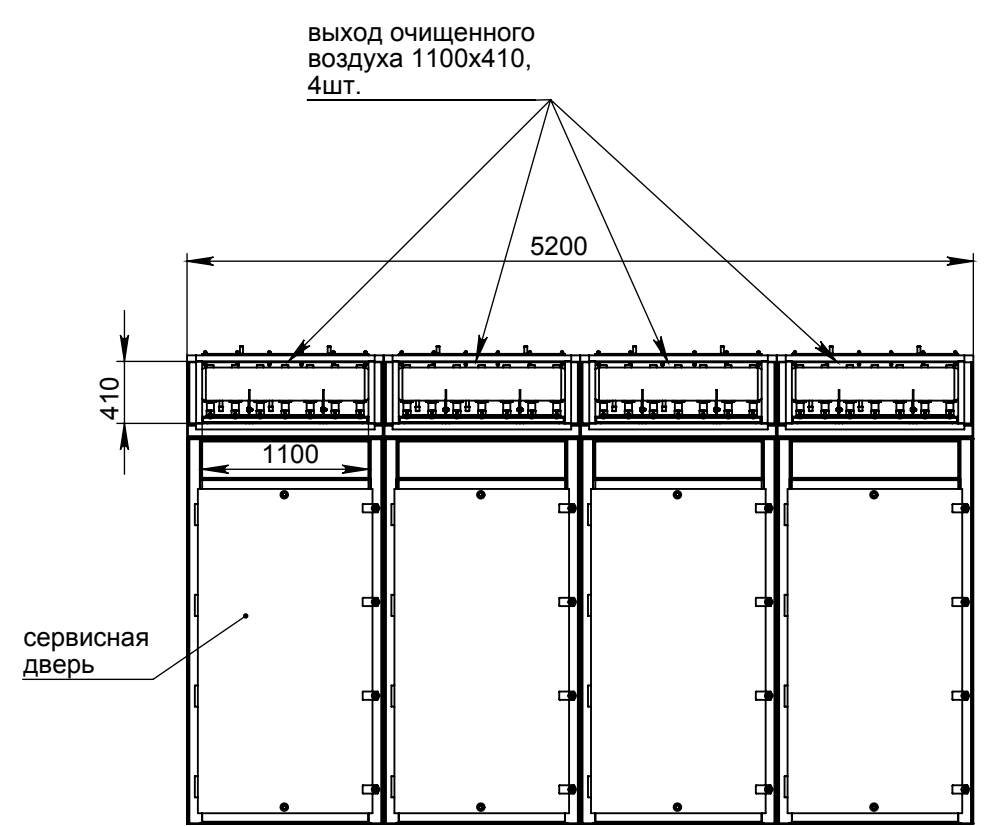 выход очищенного
воздуха 1100х410,
4шт.
5200
410
1100
сервисная
дверь